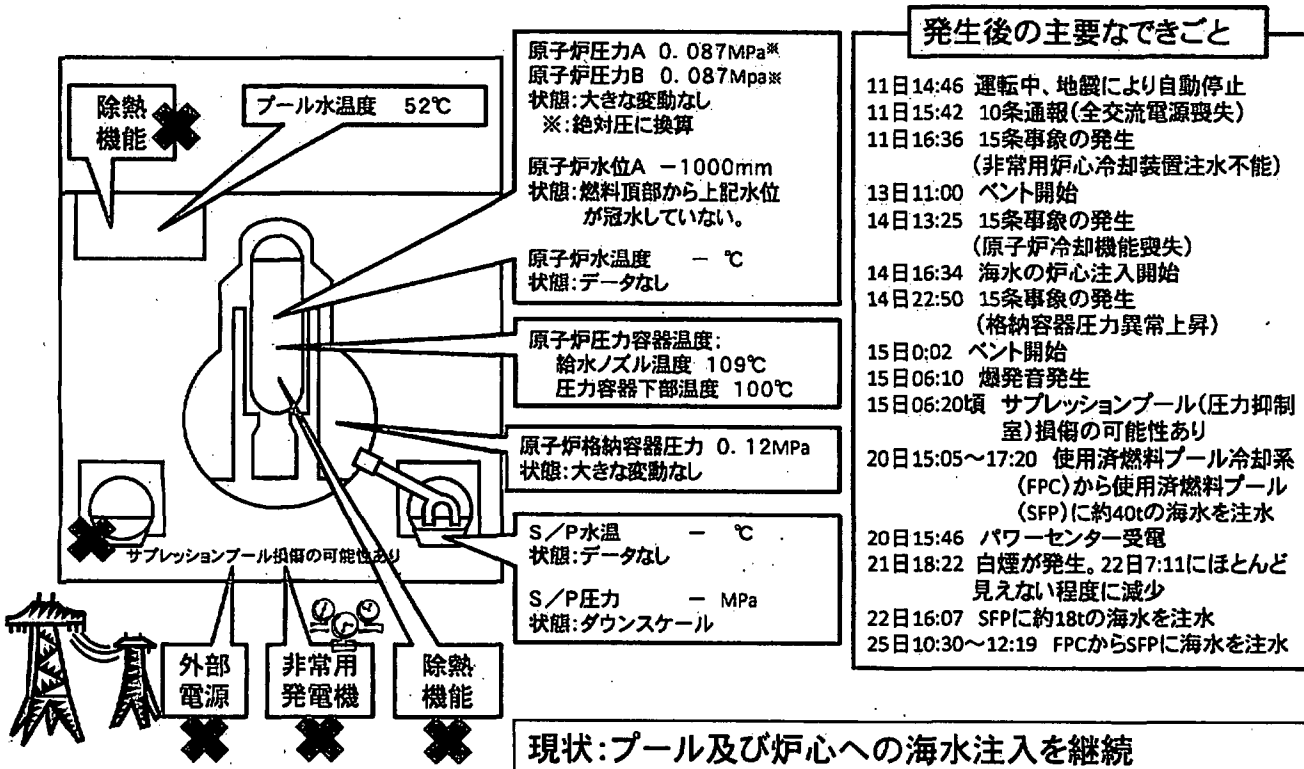 除熱
機能
プール水温度 52℃
原子炉圧力A 0.087MPa※
原子炉圧力B 0.087Mpa※
状態:大きな変動なし
※:絶対圧に換算
原子炉水位A －1000mm
状態:燃料頂部から上記水位
が冠水していない。
原子炉水温度 － ℃
状態:データなし
原子炉圧力容器温度:
給水ノズル温度 109℃
圧力容器下部温度 100℃
原子炉格納容器圧力 0.12MPa
状態:大きな変動なし
S/P水温 － ℃
状態:データなし
S/P圧力 － MPa
状態:ダウンスケール
サプレッションプール損傷の可能性あり
外部
電源
非常用
発電機
除熱
機能
発生後の主要なできごと
11日14:46 運転中、地震により自動停止
11日15:42 10条通報(全交流電源喪失)
11日16:36 15条事象の発生
(非常用炉心冷却装置注水不能)
13日11:00 ベント開始
14日13:25 15条事象の発生
(原子炉冷却機能喪失)
14日16:34 海水の炉心注入開始
14日22:50 15条事象の発生
(格納容器圧力異常上昇)
15日0:02 ベント開始
15日06:10 爆発音発生
15日06:20頃 サプレッションプール(圧力抑制
室)損傷の可能性あり
20日15:05～17:20 使用済燃料プール冷却系
(FPC)から使用済燃料プール
(SFP)に約40tの海水を注水
20日15:46 パワーセンター受電
21日18:22 白煙が発生。22日7:11にほとんど
見えない程度に減少
22日16:07 SFPに約18tの海水を注水
25日10:30～12:19 FPCからSFPに海水を注水
現状:プール及び炉心への海水注入を継続